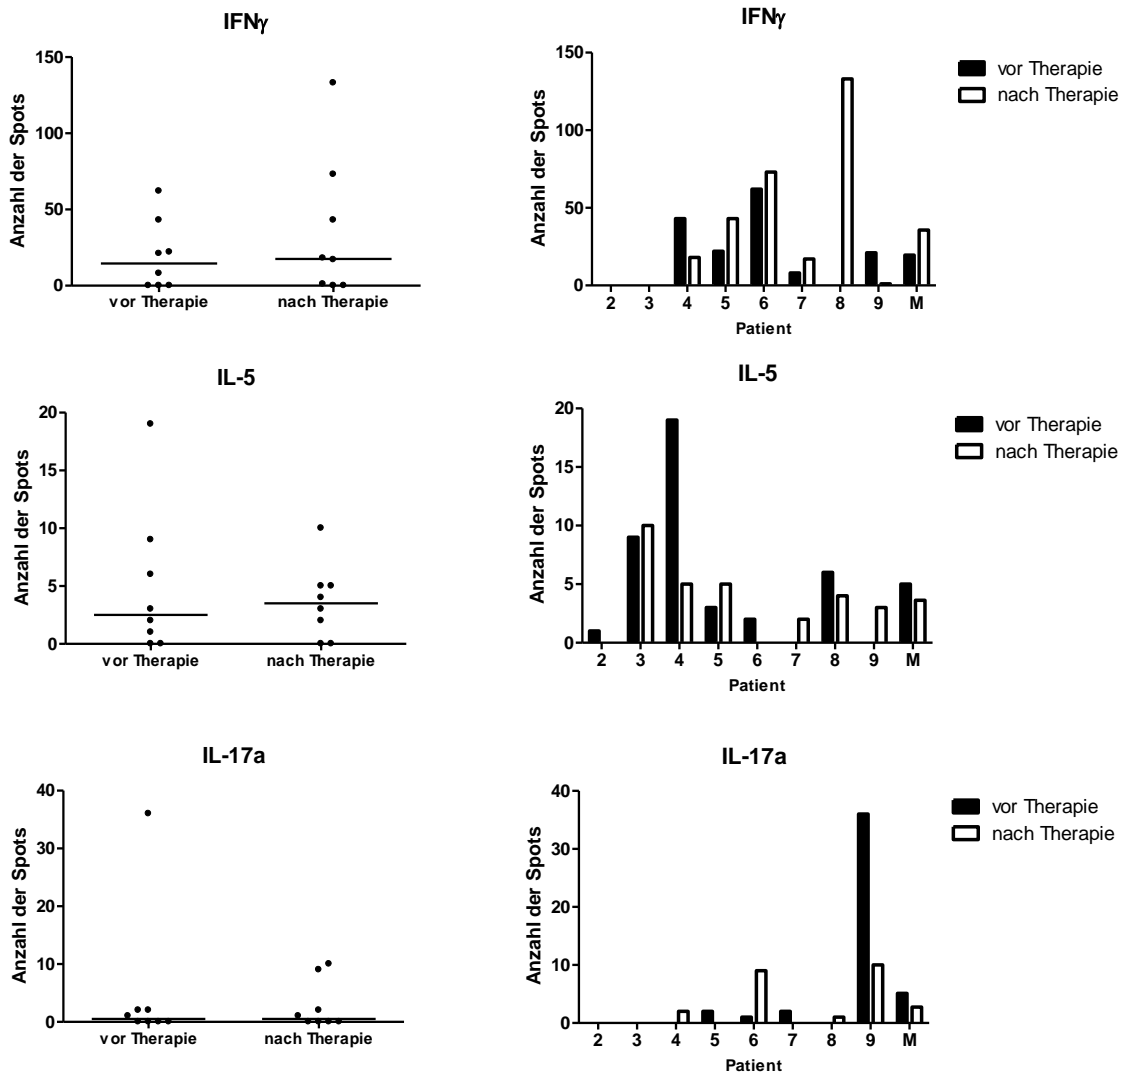 IFNγ
Anzahl der Spots
150
100
50
0
vor Therapie nach Therapie
IFNγ
Anzahl der Spots
150
100
50
0
2 3 4 5 6 7 8 9 M
Patient
vor Therapie
nach Therapie
IL-5
Anzahl der Spots
20
15
10
5
0
vor Therapie nach Therapie
IL-5
Anzahl der Spots
20
15
10
5
0
2 3 4 5 6 7 8 9 M
Patient
vor Therapie
nach Therapie
IL-17a
Anzahl der Spots
40
30
20
10
0
vor Therapie nach Therapie
IL-17a
Anzahl der Spots
40
30
20
10
0
2 3 4 5 6 7 8 9 M
Patient
vor Therapie
nach Therapie